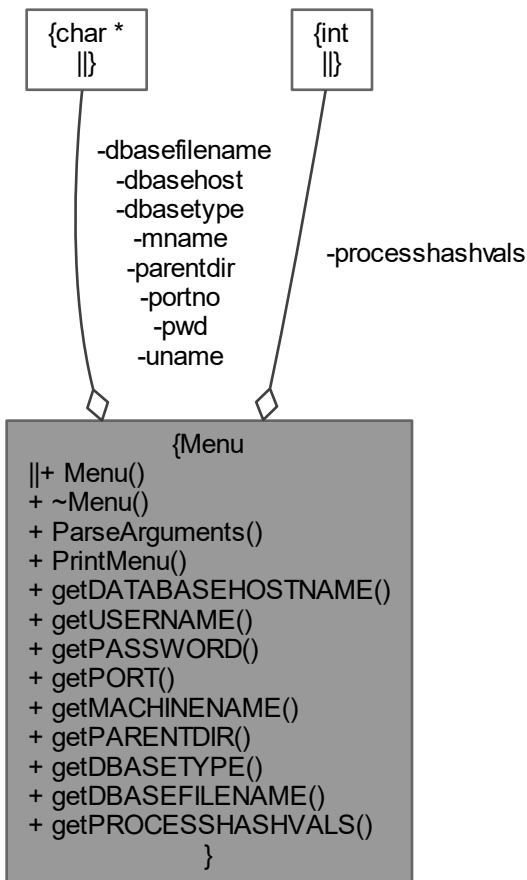 {char *
||}
{int
||}
-dbasefilename
-dbasehost
-dbasetype
-mname
-parentdir
-portno
-pwd
-uname
-processhashvals
{Menu
||+ Menu()
+ ~Menu()
+ ParseArguments()
+ PrintMenu()
+ getDATABASEHOSTNAME()
+ getUSERNAME()
+ getPASSWORD()
+ getPORT()
+ getMACHINENAME()
+ getPARENTDIR()
+ getDBASETYPE()
+ getDBASEFILENAME()
+ getPROCESSHASHVALS()
}